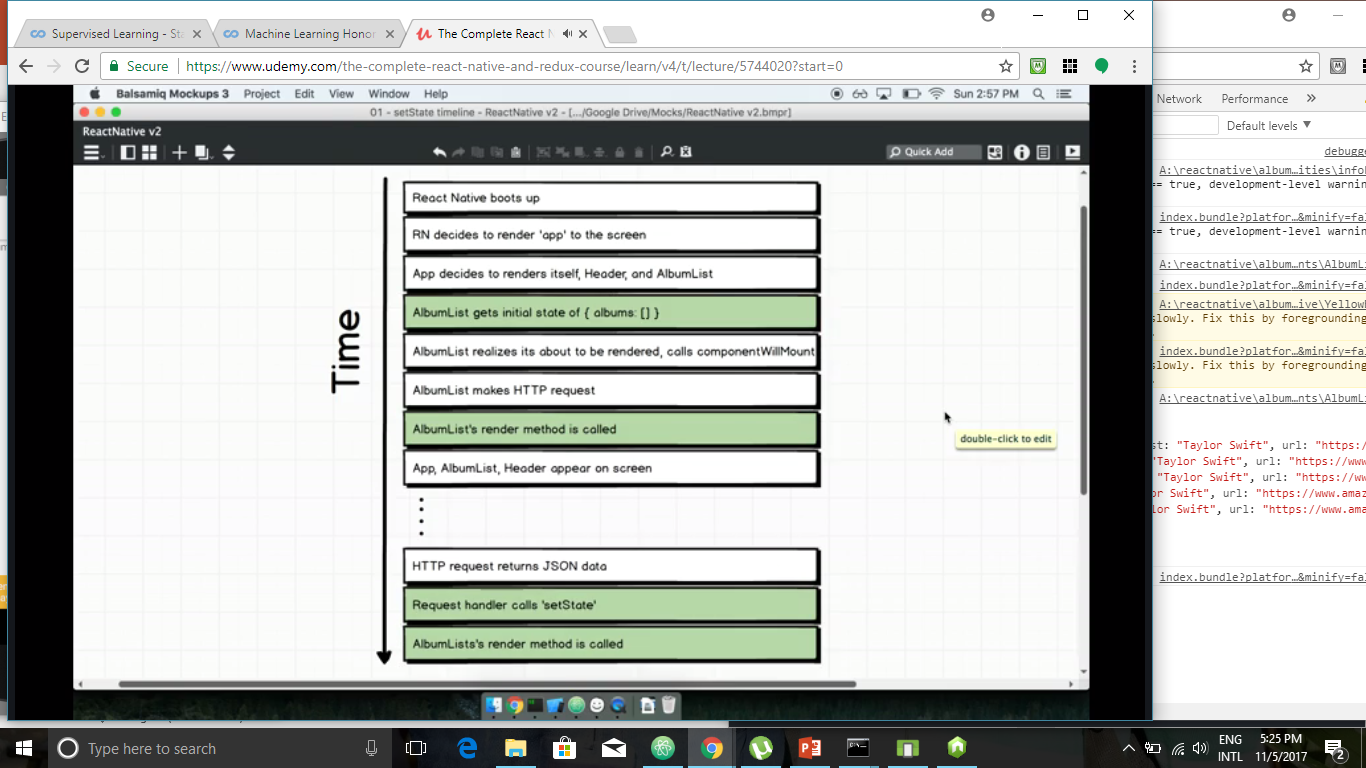 Supervised Learning - Sta
Machine Learning Honor
The Complete React N
Secure
https://www.udemy.com/the-complete-react-native-and-redux-course/learn/v4/t/lecture/5744020?start=0
Balsamiq Mockups 3 Project Edit View Window Help
Sun 2:57 PM
01 - setState timeline - ReactNative v2 - [.../Google Drive/Mocks/ReactNative v2.bmpr]
ReactNative v2
Quick Add
Time
React Native boots up
RN decides to render 'app' to the screen
App decides to renders itself, Header, and AlbumList
AlbumList gets initial state of { albums: [] }
AlbumList realizes its about to be rendered, calls componentWillMount
AlbumList makes HTTP request
AlbumList's render method is called
App, AlbumList, Header appear on screen
HTTP request returns JSON data
Request handler calls 'setState'
AlbumLists's render method is called
double-click to edit
Network Performance
Default levels
debugge
A:\reactnative\album…ities\infoL
== true, development-level warnin
index.bundle?platfor…&minify=fal
== true, development-level warnin
A:\reactnative\album…nts\AlbumLi
index.bundle?platfor…&minify=fal
A:\reactnative\album…ive\YellowB
slowly. Fix this by foregrounding
index.bundle?platfor…&minify=fal
slowly. Fix this by foregrounding
A:\reactnative\album…nts\AlbumLi
st: "Taylor Swift", url: "https:/
"Taylor Swift", url: "https://www
"Taylor Swift", url: "https://www
or Swift", url: "https://www.amaz
lor Swift", url: "https://www.ama
index.bundle?platfor…&minify=fal
Type here to search
ENG
INTL
5:25 PM
11/5/2017
2